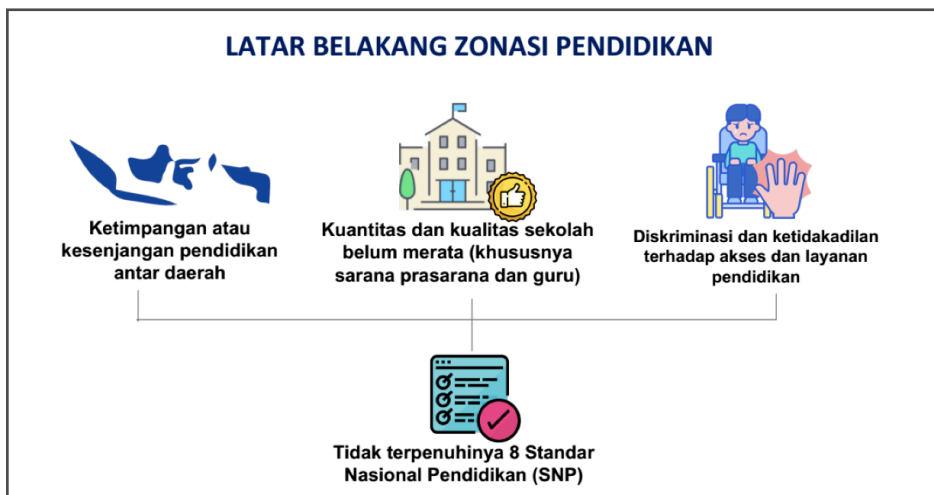 LATAR BELAKANG ZONASI PENDIDIKAN
Ketimpangan atau
kesenjangan pendidikan
antar daerah
Kuantitas dan kualitas sekolah
belum merata (khususnya
sarana prasarana dan guru)
Diskriminasi dan ketidakadilan
terhadap akses dan layanan
pendidikan
Tidak terpenuhinya 8 Standar
Nasional Pendidikan (SNP)